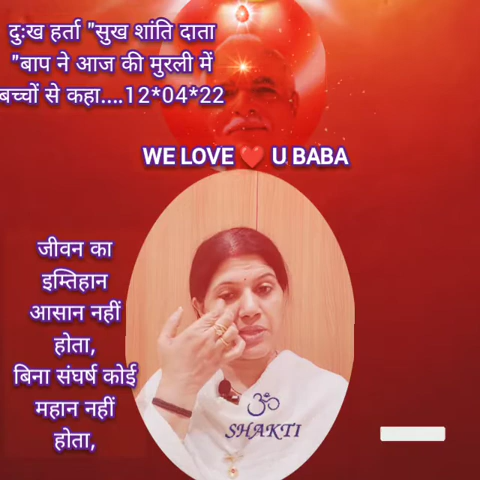 दुःख हर्ता "सुख शांति दाता
"बाप ने आज की मुरली में
बच्चों से कहा....12*04*22
WE LOVE ❤️ U BABA
जीवन का
इम्तिहान
आसान नहीं
होता,
बिना संघर्ष कोई
महान नहीं
होता,
ॐ
SHAKTI